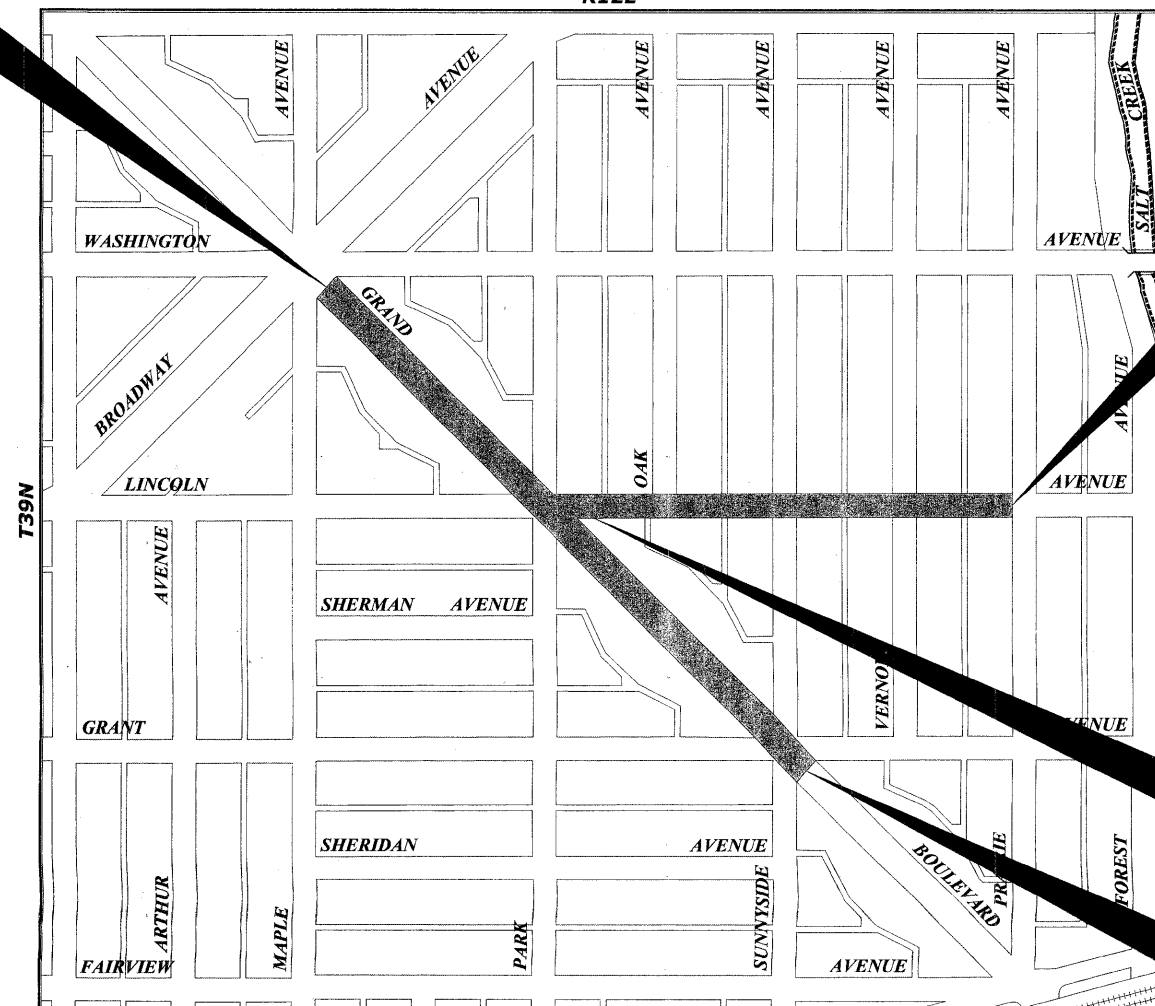 AVENUE
AVENUE
AVENUE
AVENUE
AVENUE
AVENUE
SALT CREEK
WASHINGTON
AVENUE
GRAND
BROADWAY
AVENUE
LINCOLN
OAK
AVENUE
T39N
AVENUE
SHERMAN AVENUE
GRANT
SHERIDAN
AVENUE
BOULEVARD
FOREST
ARTHUR
MAPLE
PARK
SUNNYSIDE
FAIRVIEW
AVENUE